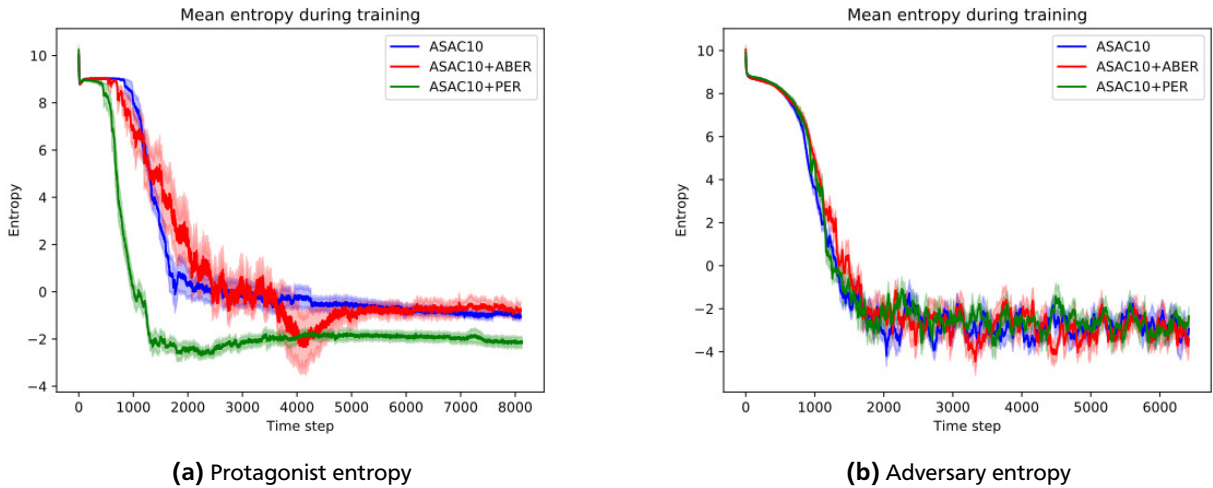 Mean entropy during training
10
8
6
4
2
0
−2
−4
Entropy
0 1000 2000 3000 4000 5000 6000 7000 8000
Time step
ASAC10
ASAC10+ABER
ASAC10+PER
(a) Protagonist entropy
Mean entropy during training
10
8
6
4
2
0
−2
−4
Entropy
0 1000 2000 3000 4000 5000 6000
Time step
ASAC10
ASAC10+ABER
ASAC10+PER
(b) Adversary entropy